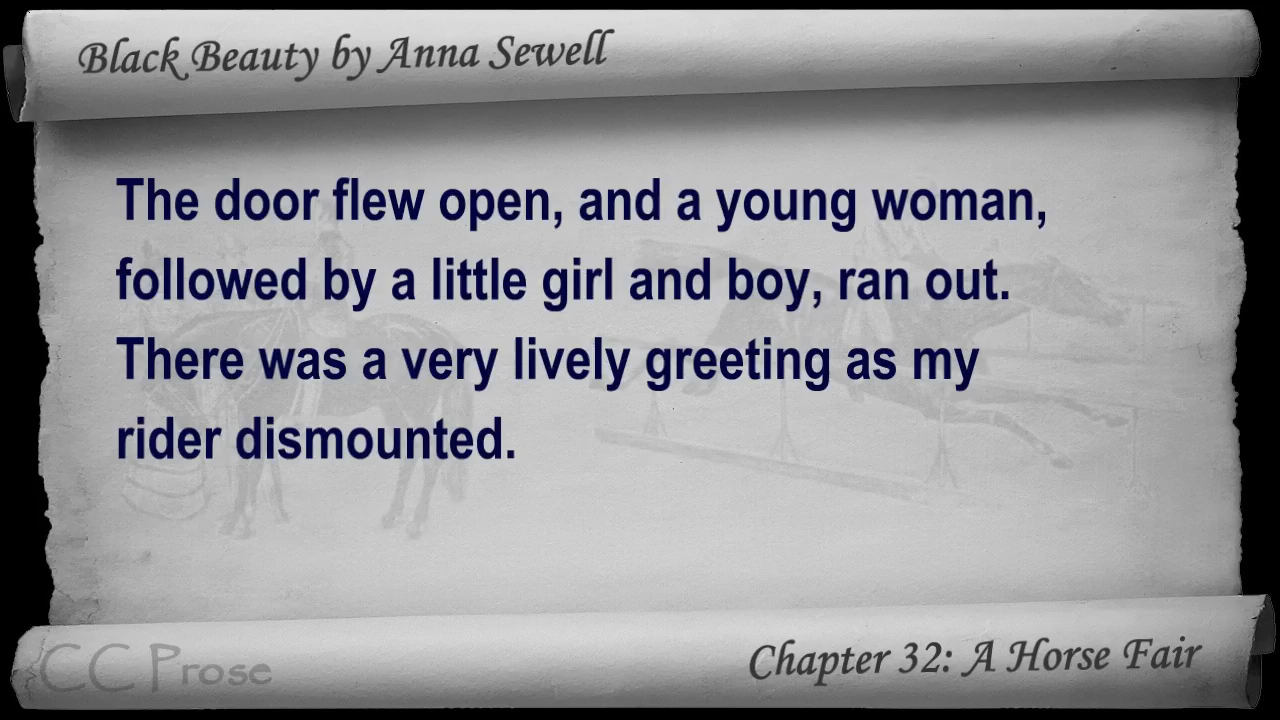 Black Beauty by Anna Sewell
The door flew open, and a young woman,
followed by a little girl and boy, ran out.
There was a very lively greeting as my
rider dismounted.
CC Prose
Chapter 32: A Horse Fair